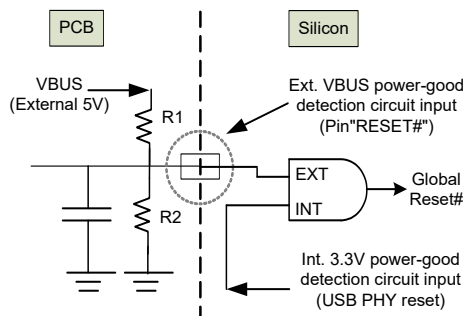 PCB
Silicon
VBUS
(External 5V)
R1
Ext. VBUS power-good
detection circuit input
(Pin"RESET#")
EXT
INT
Global
Reset#
R2
Int. 3.3V power-good
detection circuit input
(USB PHY reset)